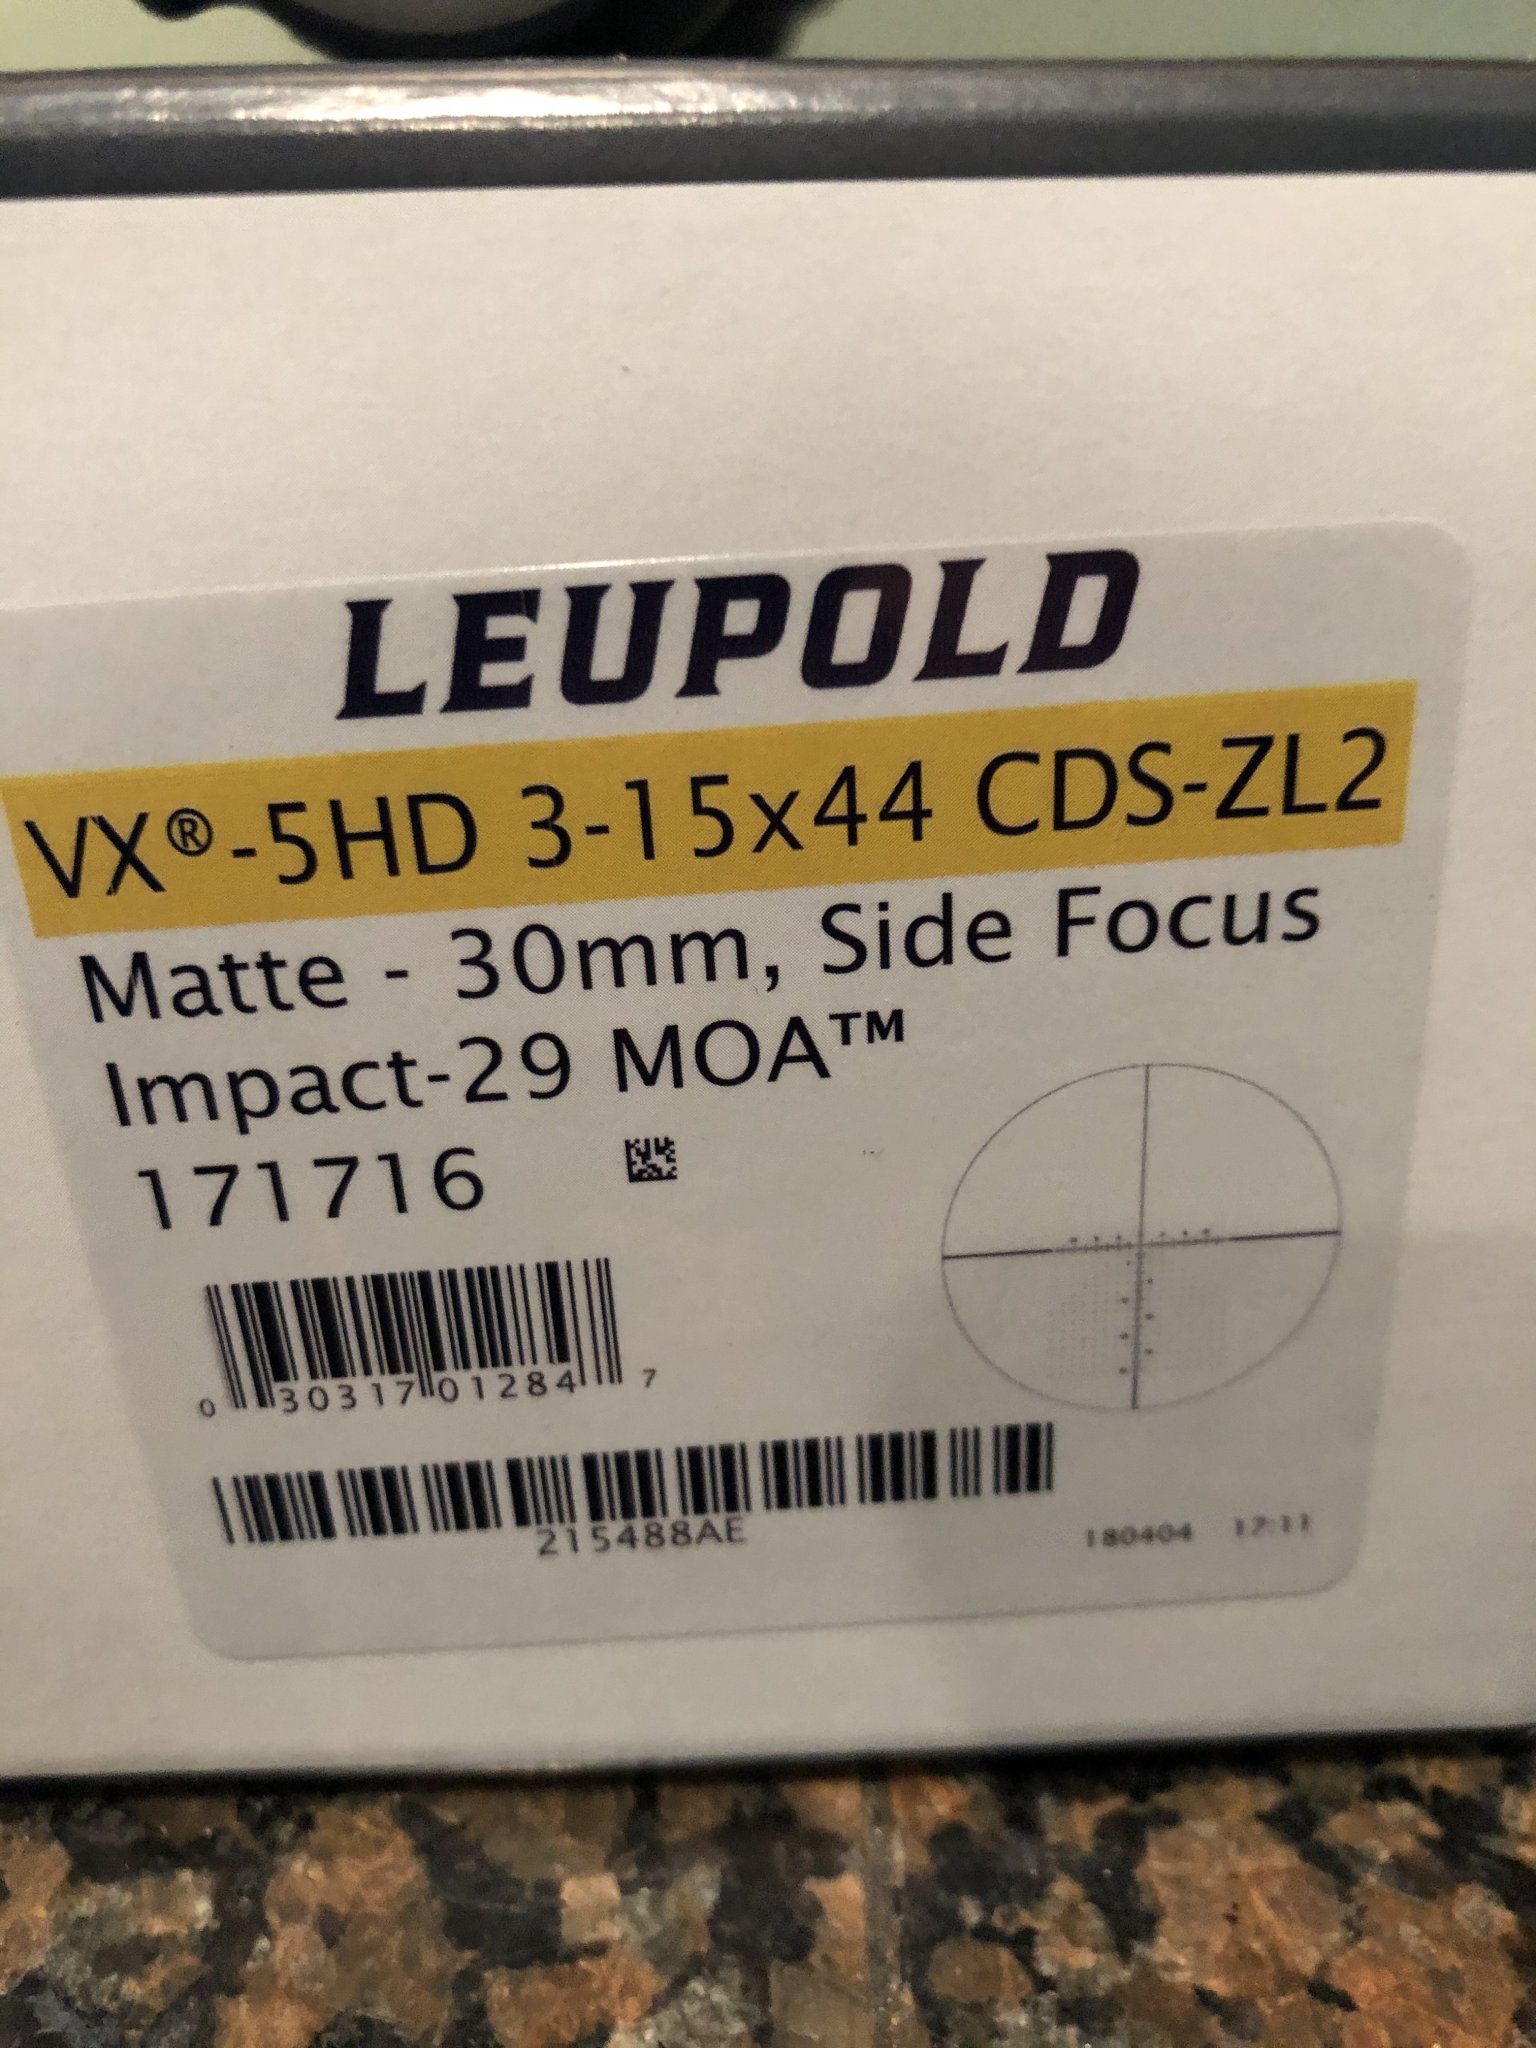 LEUPOLD
VX®-5HD 3-15x44 CDS-ZL2
Matte - 30mm, Side Focus
Impact-29 MOA™
171716
0 30317 01284 7
215488AE
180404 17:11